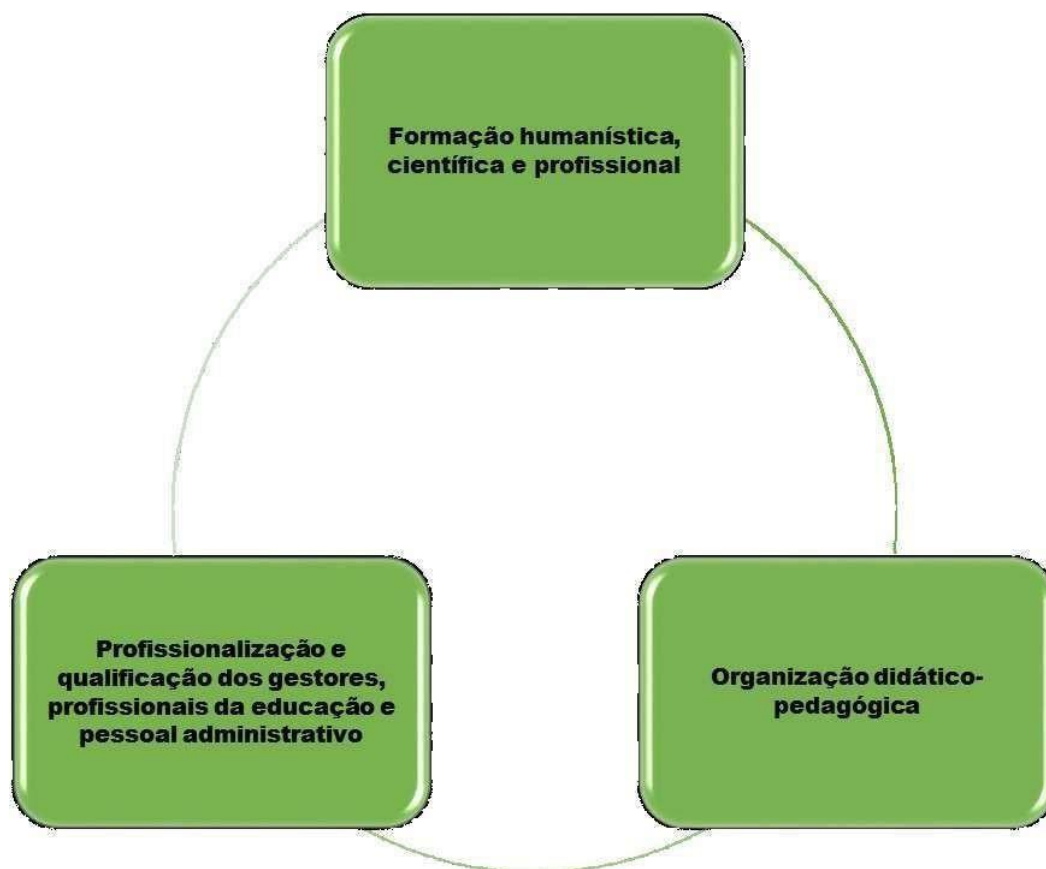 Formação humanística,
científica e profissional
Profissionalização e
qualificação dos gestores,
profissionais da educação e
pessoal administrativo
Organização didático-
pedagógica